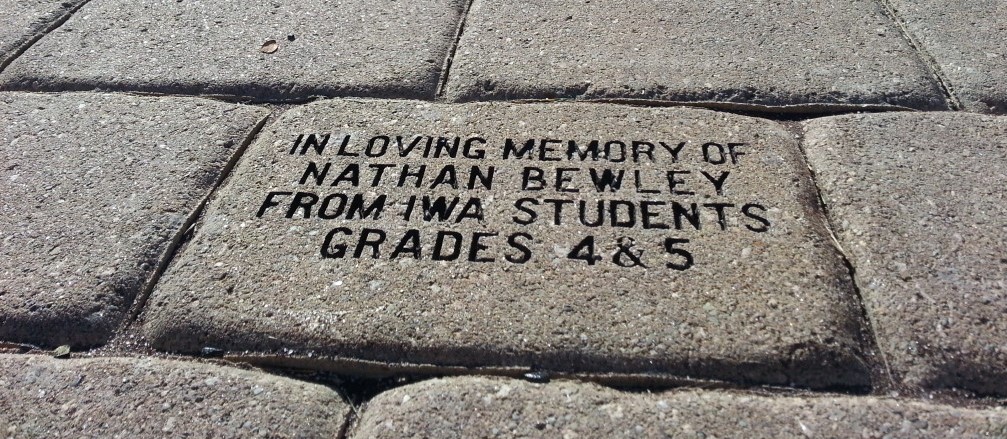 IN LOVING MEMORY OF
NATHAN BEWLEY
FROM IWA STUDENTS
GRADES 4 & 5